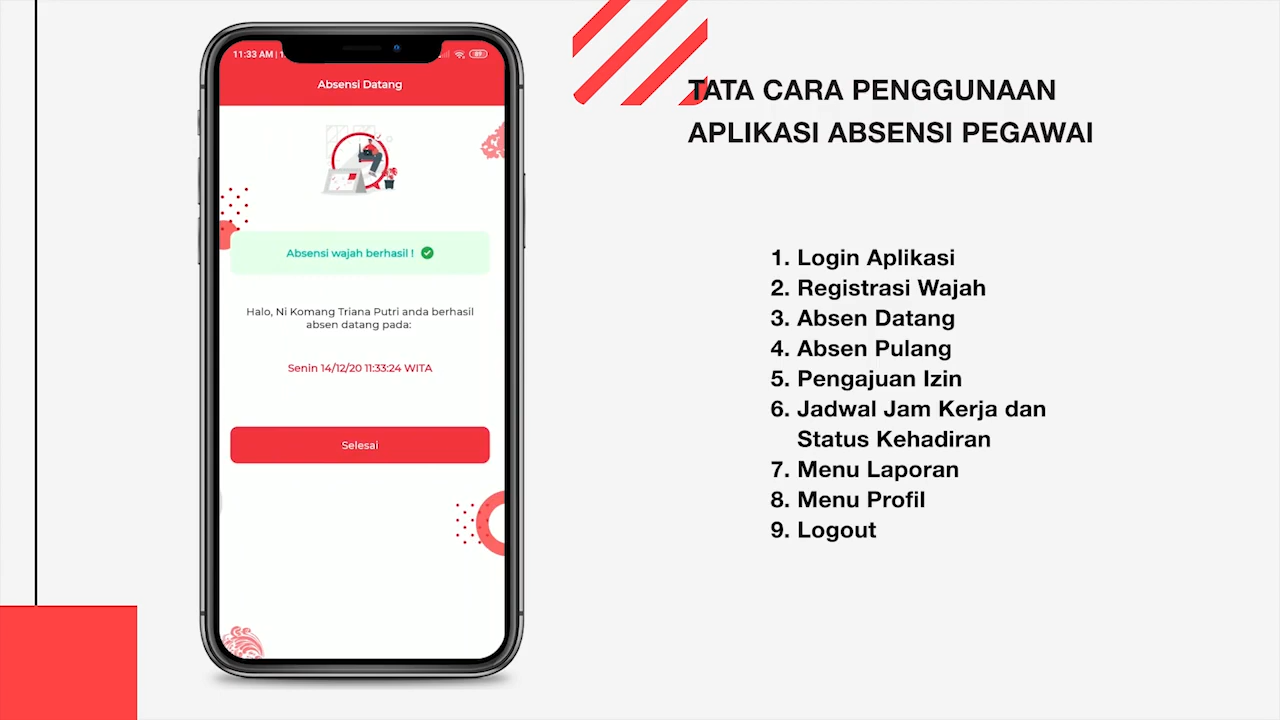 11:33 AM | 1
89
Absensi Datang
Absensi wajah berhasil !
Halo, Ni Komang Triana Putri anda berhasil
absen datang pada:
Senin 14/12/20 11:33:24 WITA
Selesai
TATA CARA PENGGUNAAN
APLIKASI ABSENSI PEGAWAI
1. Login Aplikasi
2. Registrasi Wajah
3. Absen Datang
4. Absen Pulang
5. Pengajuan Izin
6. Jadwal Jam Kerja dan
Status Kehadiran
7. Menu Laporan
8. Menu Profil
9. Logout